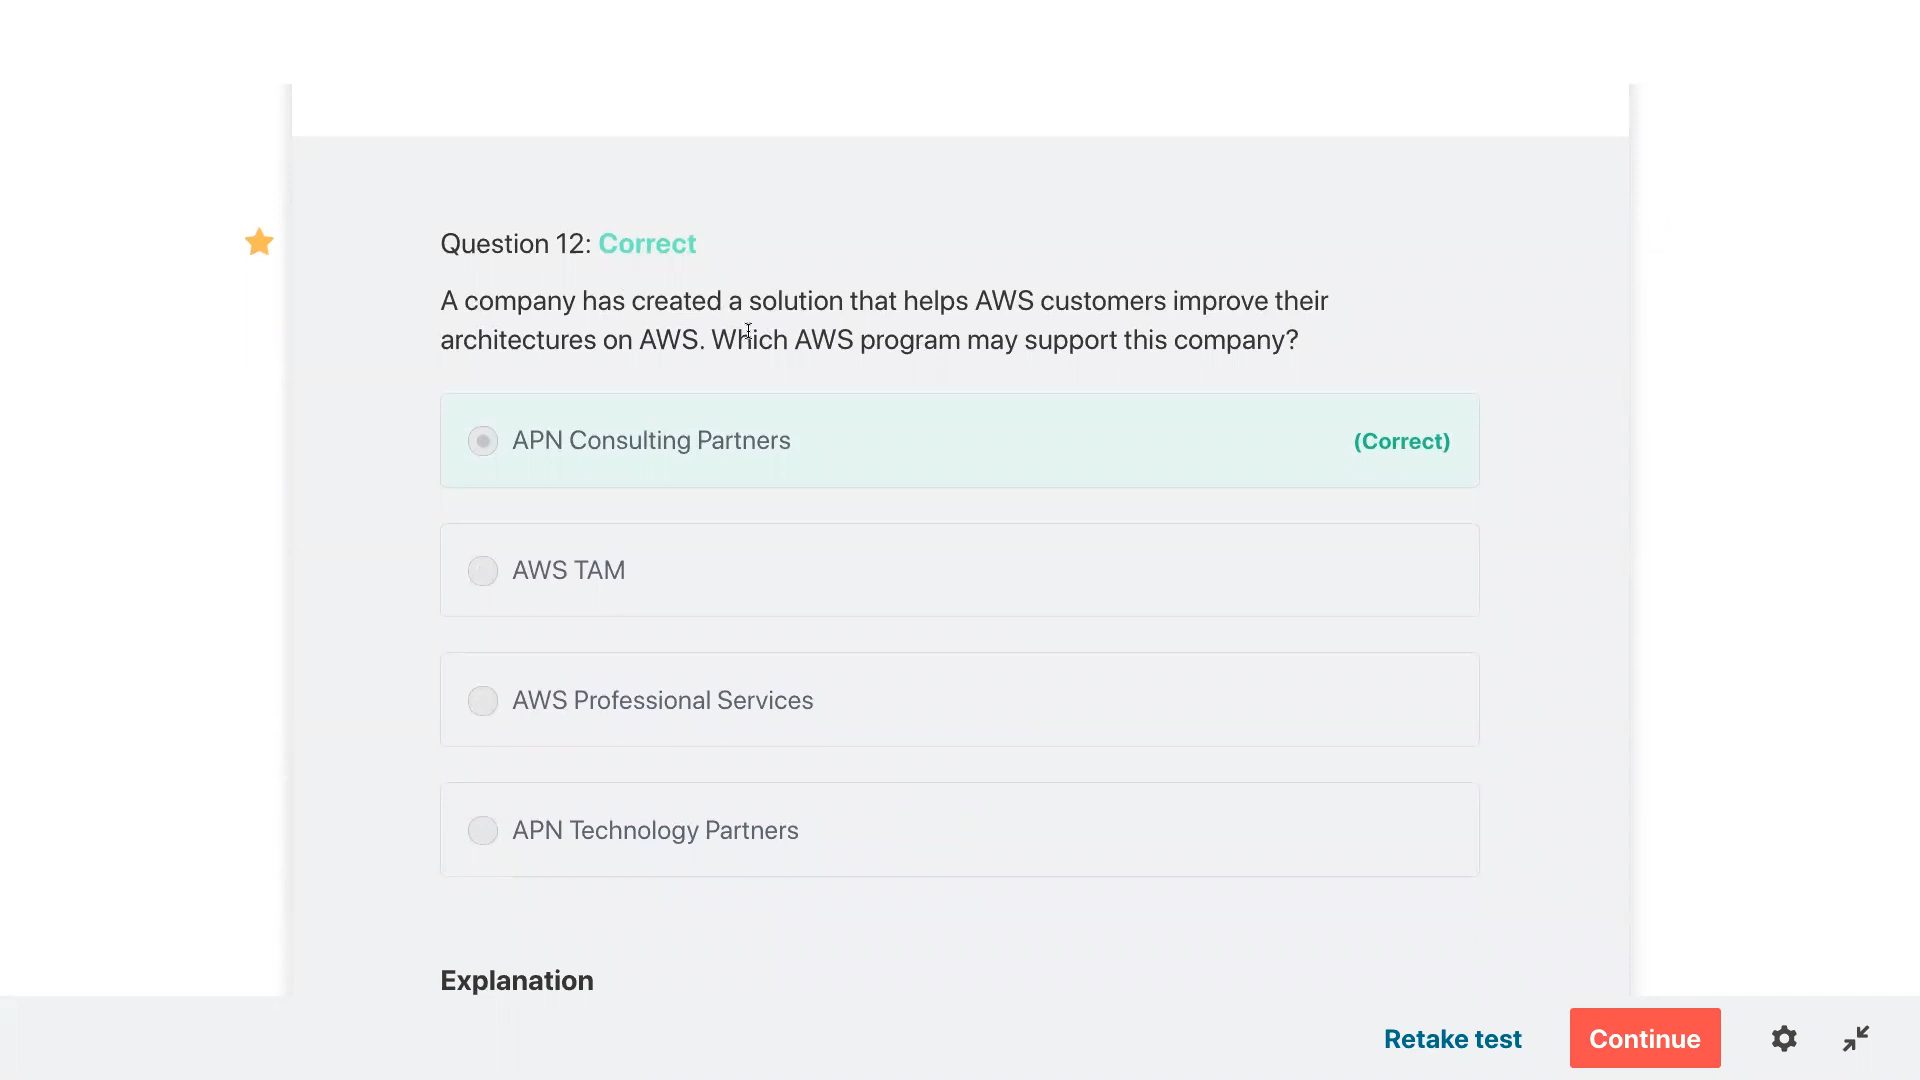 Question 12: Correct
A company has created a solution that helps AWS customers improve their
architectures on AWS. Which AWS program may support this company?
APN Consulting Partners (Correct)
AWS TAM
AWS Professional Services
APN Technology Partners
Explanation
Retake test Continue